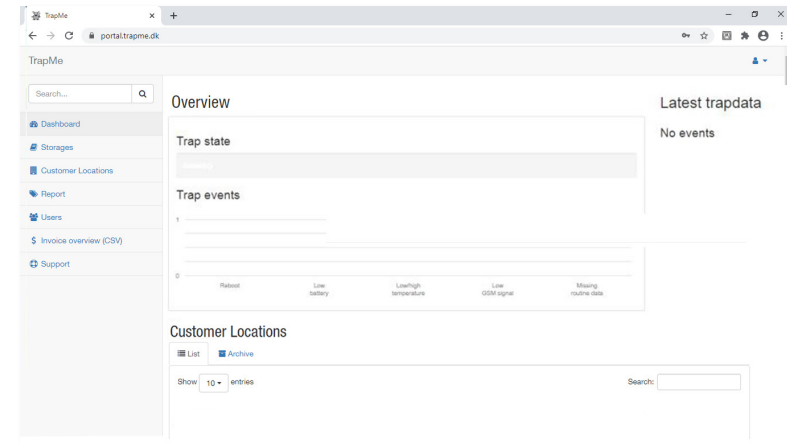 TrapMe
portal.trapme.dk
TrapMe
Search...
Dashboard
Storages
Customer Locations
Report
Users
Invoice overview (CSV)
Support
Overview
Trap state
Trap events
1
0
Reboot
Low battery
Low/high temperature
Low GSM signal
Missing routine data
Latest trapdata
No events
Customer Locations
List
Archive
Show 10 entries
Search: